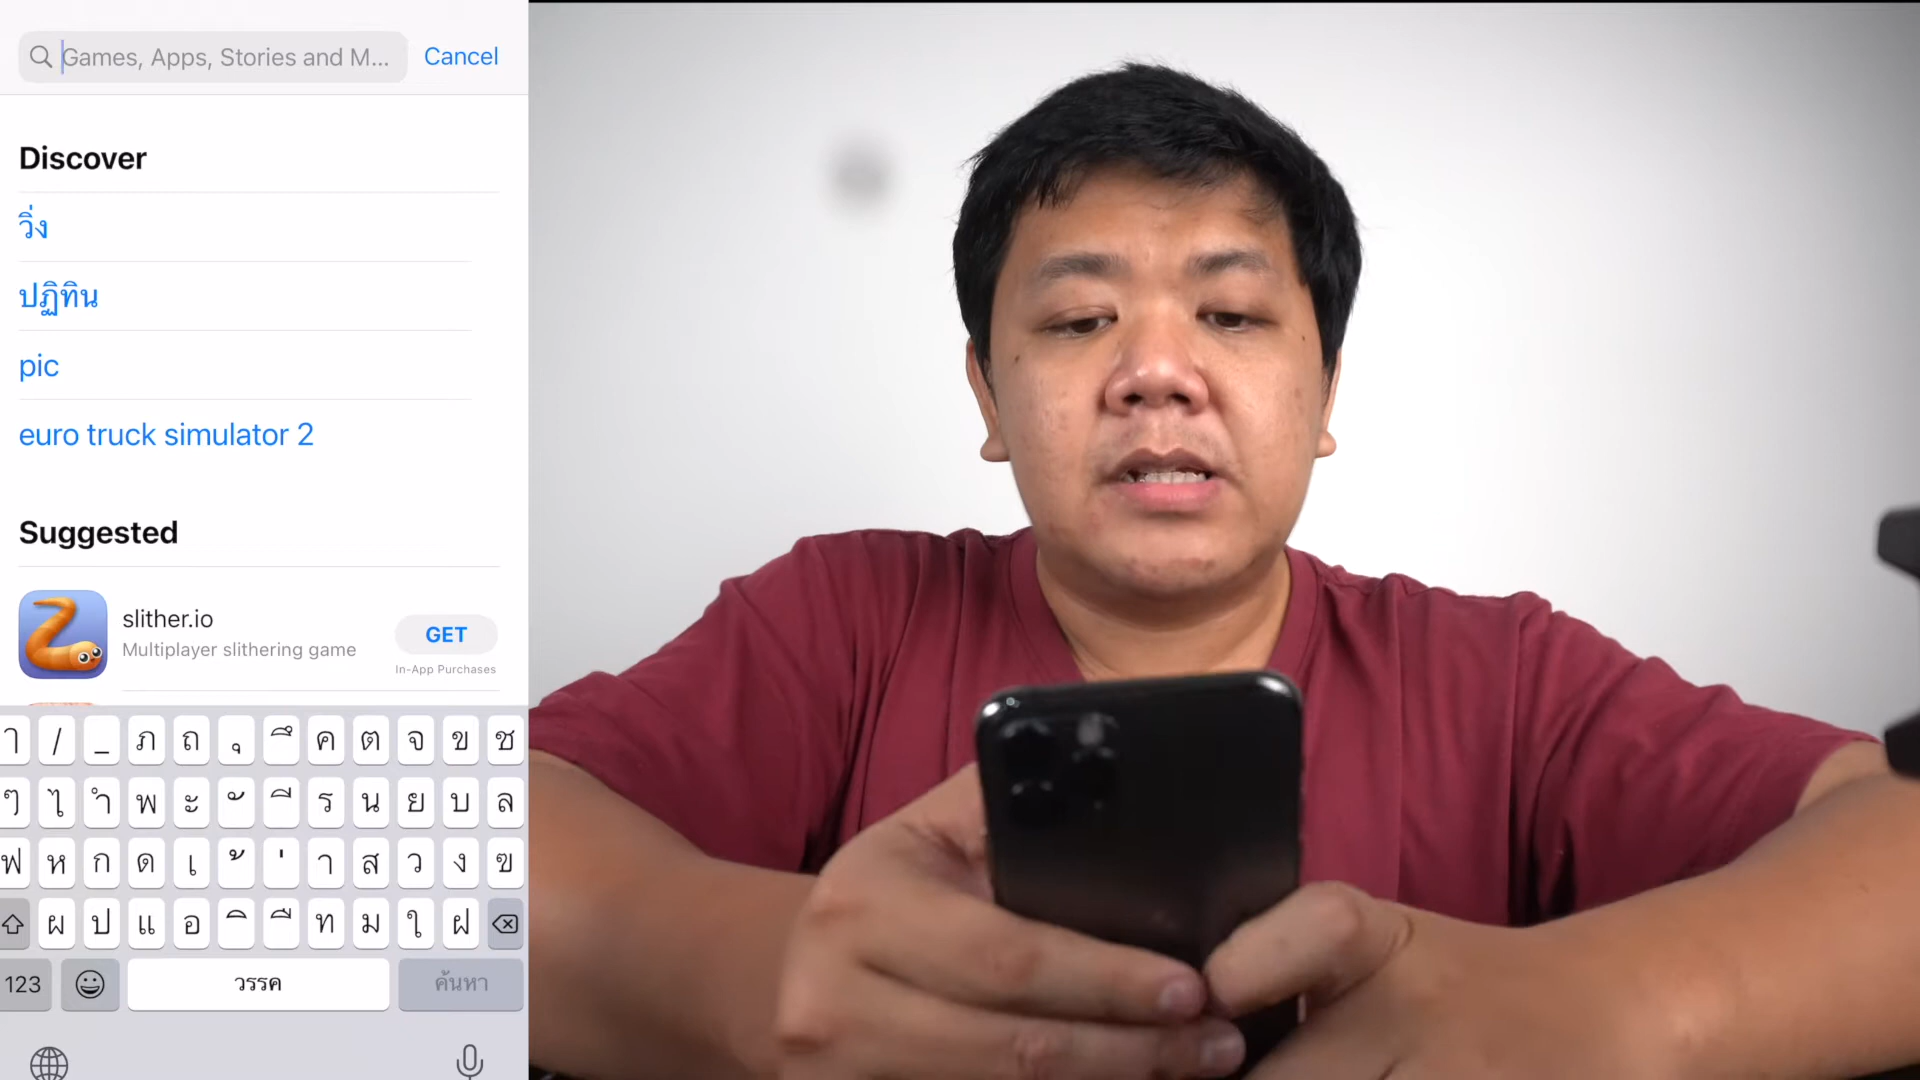 Games, Apps, Stories and M... Cancel
Discover
วิ่ง
ปฏิทิน
pic
euro truck simulator 2
Suggested
slither.io
Multiplayer slithering game
GET
In-App Purchases
ๅ / _ ภ ถ ุ ึ ค ต จ ข ช
ๆ ไ ำ พ ะ ั ี ร น ย บ ล
ฟ ห ก ด เ ้ ่ า ส ว ง ฃ
ผ ป แ อ ิ ื ท ม ใ ฝ
123 วรรค ค้นหา